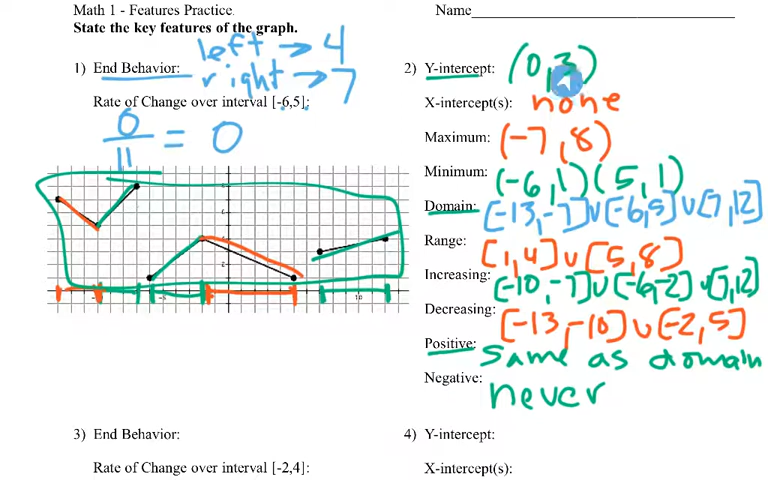 Math 1 - Features Practice
Name
State the key features of the graph.
left → 4
1) End Behavior: right → 7
2) Y-intercept: (0,3)
Rate of Change over interval [-6,5]:
0/11 = 0
X-intercept(s): none
Maximum: (-7,8)
Minimum: (-6,1)(5,1)
Domain: [-13,-7]∪[-6,5]∪[7,12]
Range: [1,4]∪[5,8]
Increasing: [-10,-7]∪[-6,-2]∪[7,12]
Decreasing: [-13,-10]∪[-2,5]
Positive: same as domain
Negative: never
3) End Behavior:
4) Y-intercept:
Rate of Change over interval [-2,4]:
X-intercept(s):